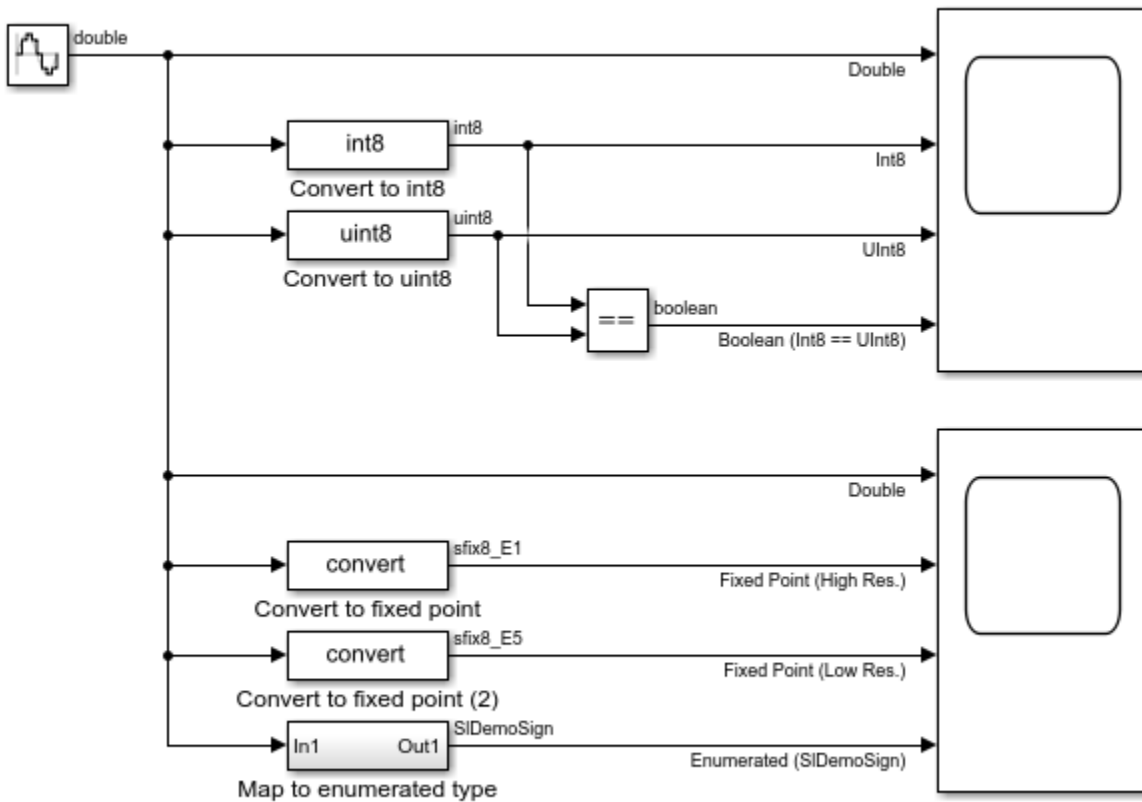 double
Double
int8
int8
Int8
Convert to int8
uint8
uint8
UInt8
Convert to uint8
==
boolean
Boolean (Int8 == UInt8)
Double
convert
sfix8_E1
Fixed Point (High Res.)
Convert to fixed point
convert
sfix8_E5
Fixed Point (Low Res.)
Convert to fixed point (2)
In1
Out1
SlDemoSign
Enumerated (SlDemoSign)
Map to enumerated type